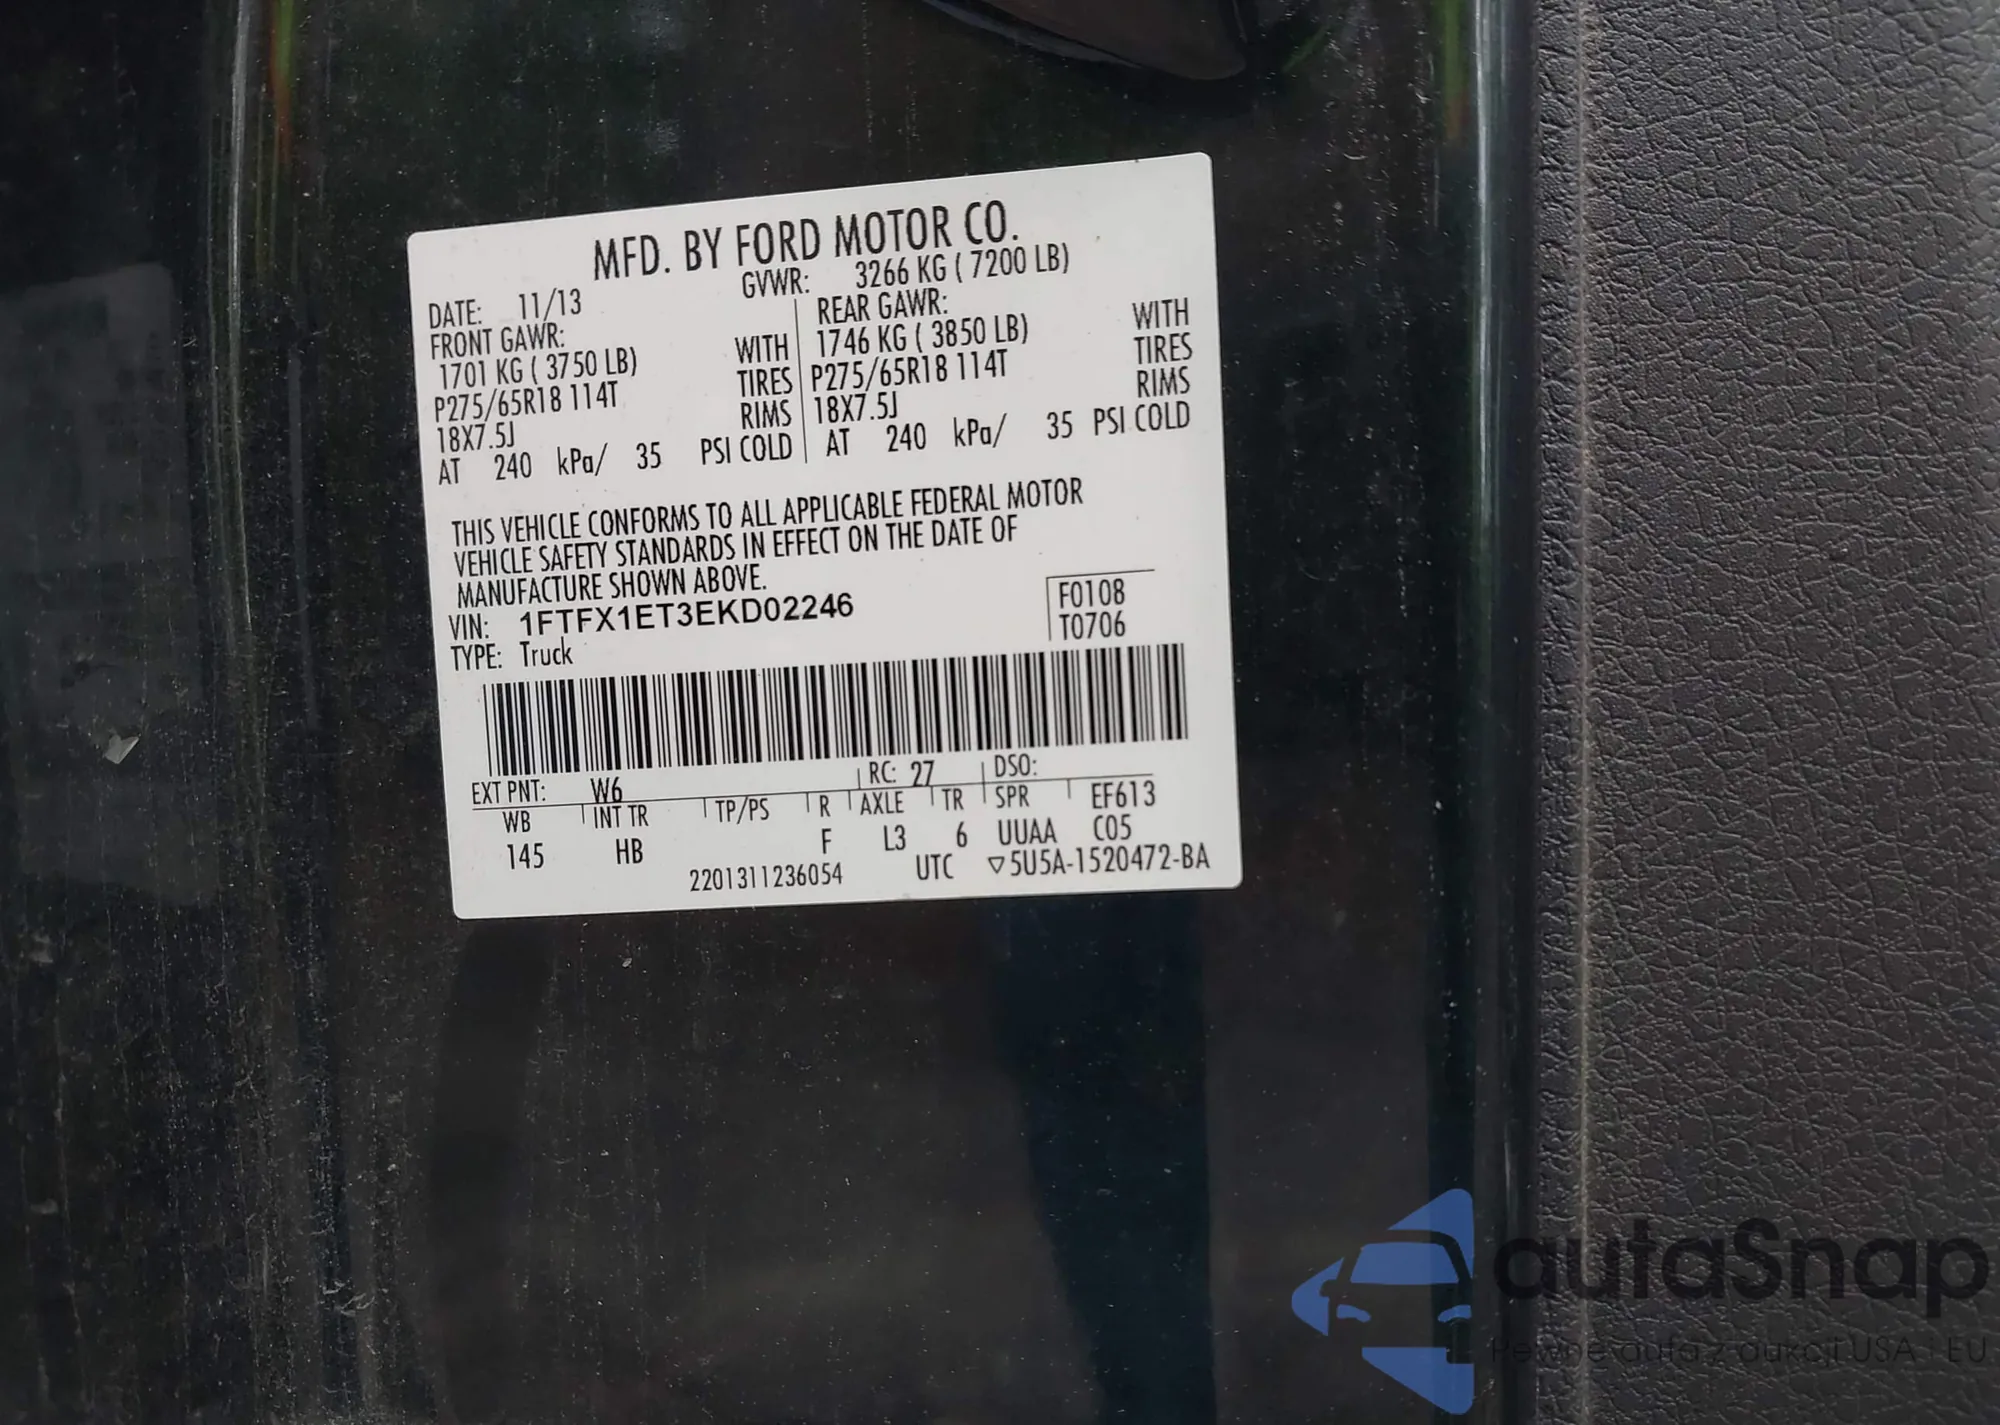 MFD. BY FORD MOTOR CO.
DATE: 11/13 GVWR: 3266 KG ( 7200 LB)
FRONT GAWR: REAR GAWR:
1701 KG ( 3750 LB) WITH 1746 KG ( 3850 LB) WITH
P275/65R18 114T TIRES P275/65R18 114T TIRES
18X7.5J RIMS 18X7.5J RIMS
AT 240 kPa/ 35 PSI COLD AT 240 kPa/ 35 PSI COLD
THIS VEHICLE CONFORMS TO ALL APPLICABLE FEDERAL MOTOR
VEHICLE SAFETY STANDARDS IN EFFECT ON THE DATE OF
MANUFACTURE SHOWN ABOVE.
VIN: 1FTFX1ET3EKD02246 F0108
TYPE: Truck T0706
EXT PNT: W6 RC: 27 DSO:
WB INT TR TP/PS R AXLE TR SPR EF613
145 HB F L3 6 UUAA C05
2201311236054 UTC ▽5U5A-1520472-BA
autaSnap
Pewne auta z aukcji USA i EU